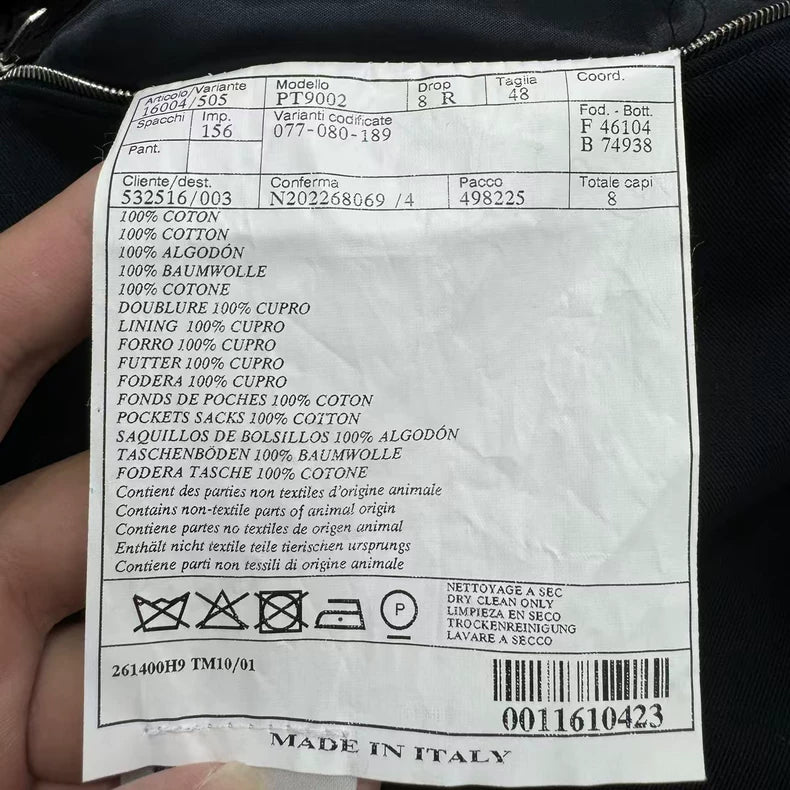 Articolo/Variante Modello Drop Taglia Coord.
16004/505 PT9002 8 R 48
Spacchi Imp. Varianti codificate Fod. - Bott.
156 077-080-189 F 46104
Pant. B 74938
Cliente/dest. Conferma Pacco Totale capi
532516/003 N202268069 /4 498225 8
100% COTON
100% COTTON
100% ALGODÓN
100% BAUMWOLLE
100% COTONE
DOUBLURE 100% CUPRO
LINING 100% CUPRO
FORRO 100% CUPRO
FUTTER 100% CUPRO
FODERA 100% CUPRO
FONDS DE POCHES 100% COTON
POCKETS SACKS 100% COTTON
SAQUILLOS DE BOLSILLOS 100% ALGODÓN
TASCHENBÖDEN 100% BAUMWOLLE
FODERA TASCHE 100% COTONE
Contient des parties non textiles d'origine animale
Contains non-textile parts of animal origin
Contiene partes no textiles de origen animal
Enthält nicht textile teile tierischen ursprungs
Contiene parti non tessili di origine animale
P
NETTOYAGE A SEC
DRY CLEAN ONLY
LIMPIEZA EN SECO
TROCKENREINIGUNG
LAVARE A SECCO
261400H9 TM10/01
0011610423
MADE IN ITALY